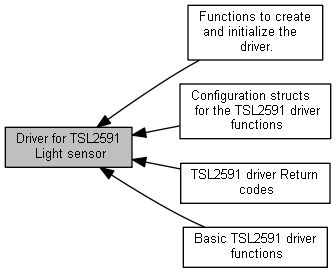 Functions to create
and initialize the
driver.
Configuration structs
for the TSL2591 driver
functions
Driver for TSL2591
Light sensor
TSL2591 driver Return
codes
Basic TSL2591 driver
functions